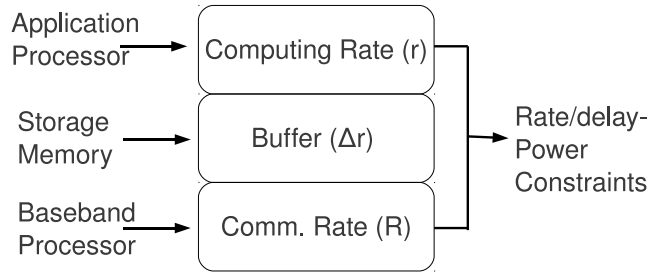 Application
Processor
Computing Rate (r)
Storage
Memory
Buffer (Δr)
Baseband
Processor
Comm. Rate (R)
Rate/delay-
Power
Constraints